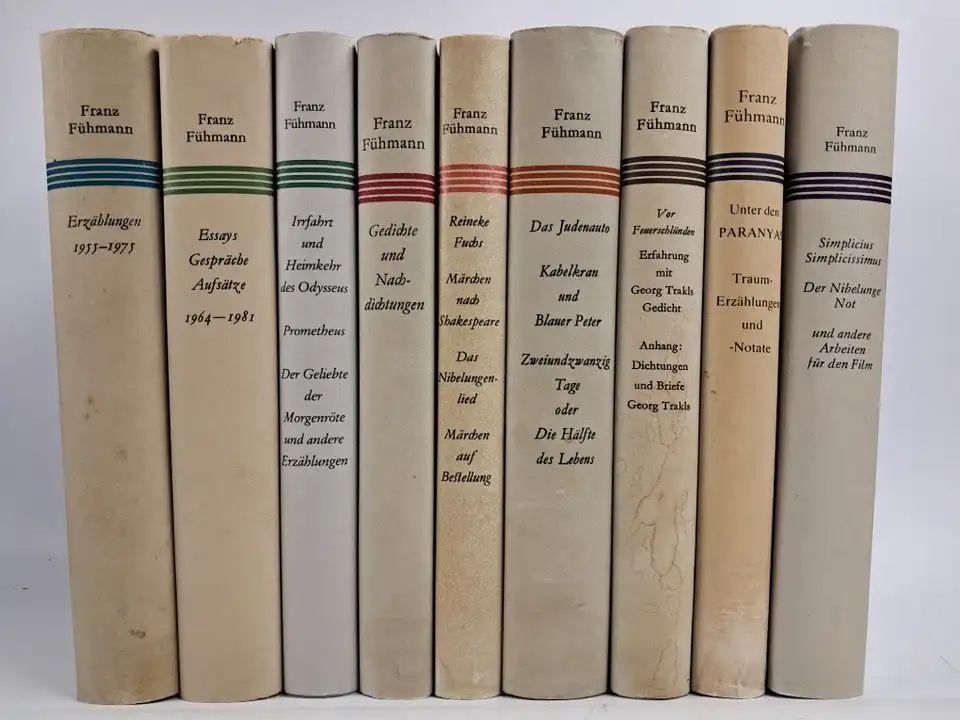 Franz
Fühmann
Erzählungen
1955–1975
Franz
Fühmann
Essays
Gespräche
Aufsätze
1964—1981
Franz
Fühmann
Irrfahrt
und
Heimkehr
des Odysseus
Prometheus
Der Geliebte
der
Morgenröte
und andere
Erzählungen
Franz
Fühmann
Gedichte
und
Nach-
dichtungen
Franz
Fühmann
Reineke
Fuchs
Märchen
nach
Shakespeare
Das
Nibelungen-
lied
Märchen
auf
Bestellung
Franz
Fühmann
Das Judenauto
Kabelkran
und
Blauer Peter
Zweiundzwanzig
Tage
oder
Die Hälfte
des Lebens
Franz
Fühmann
Vor
Feuerschlünden
Erfahrung
mit
Georg Trakls
Gedicht
Anhang:
Dichtungen
und Briefe
Georg Trakls
Franz
Fühmann
Unter den
PARANYAS
Traum-
Erzählungen
und
-Notate
Franz
Fühmann
Simplicius
Simplicissimus
Der Nibelunge
Not
und andere
Arbeiten
für den Film